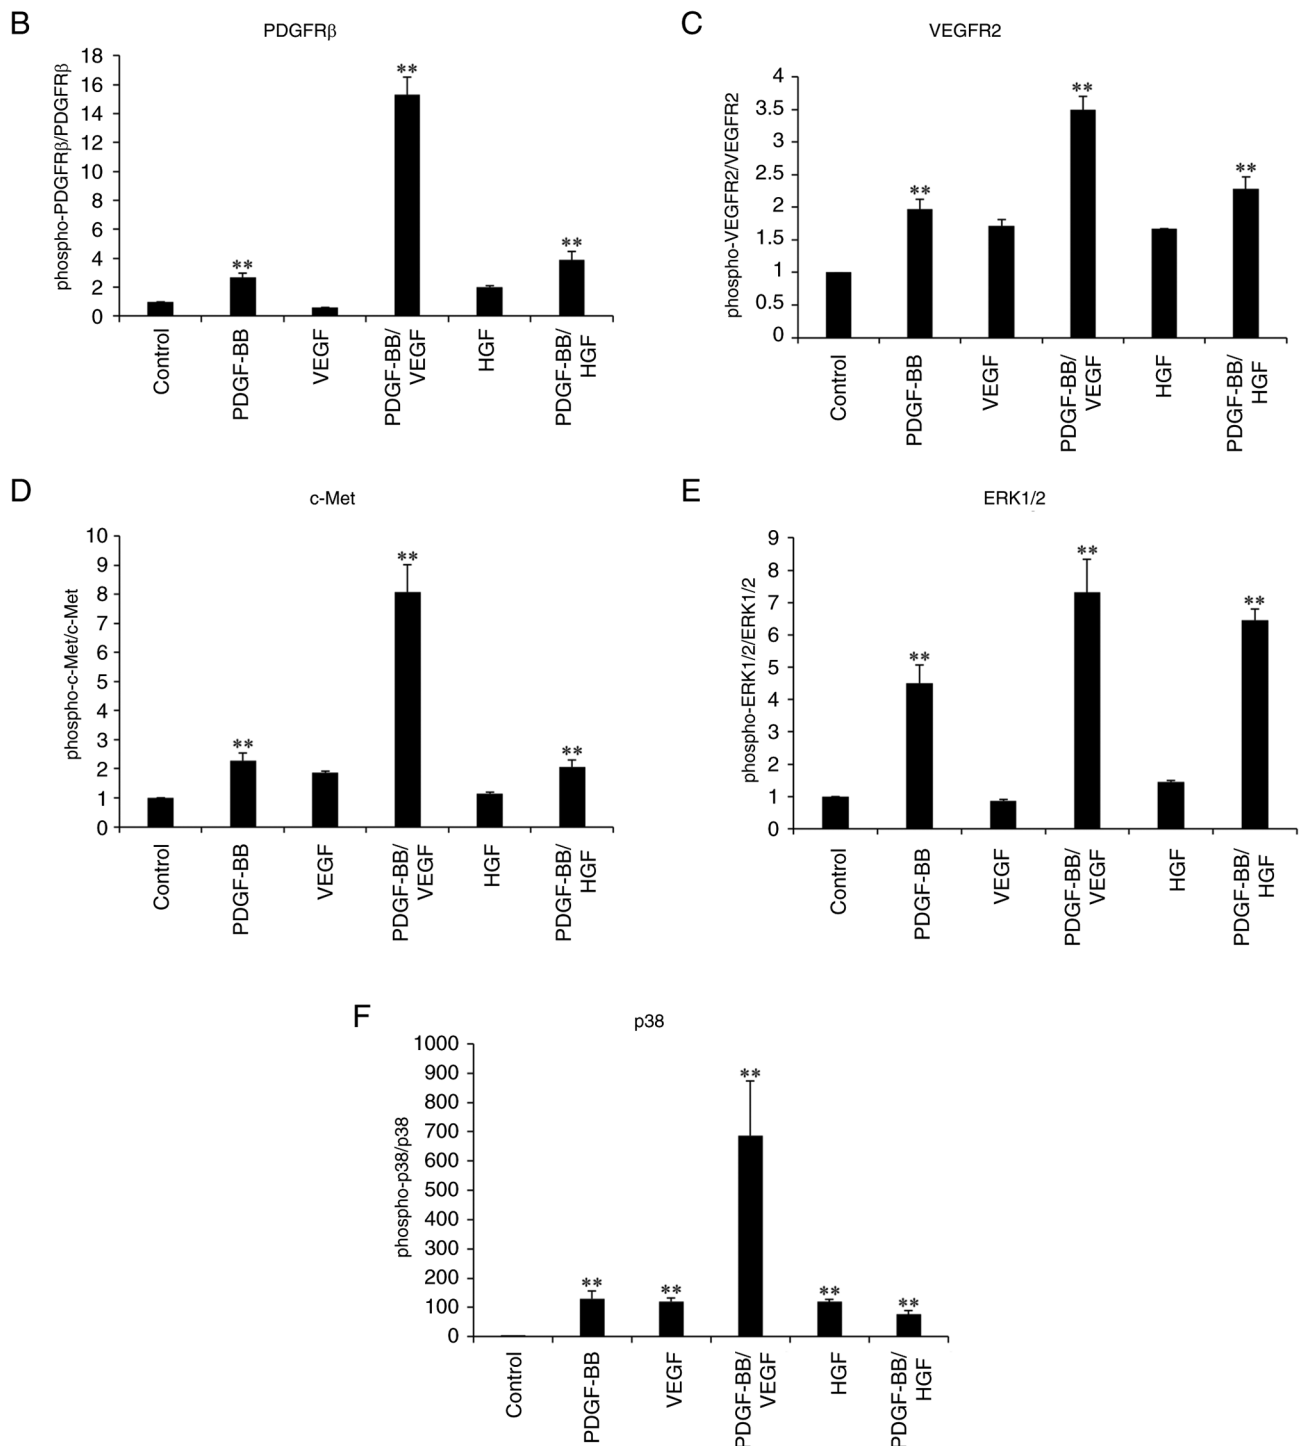 B
PDGFRβ
phospho-PDGFRβ/PDGFRβ
18
16
14
12
10
8
6
4
2
0
**
**
**
Control
PDGF-BB
VEGF
PDGF-BB/
VEGF
HGF
PDGF-BB/
HGF
C
VEGFR2
phospho-VEGFR2/VEGFR2
4
3.5
3
2.5
2
1.5
1
0.5
0
**
**
**
Control
PDGF-BB
VEGF
PDGF-BB/
VEGF
HGF
PDGF-BB/
HGF
D
c-Met
phospho-c-Met/c-Met
10
9
8
7
6
5
4
3
2
1
0
**
**
**
Control
PDGF-BB
VEGF
PDGF-BB/
VEGF
HGF
PDGF-BB/
HGF
E
ERK1/2
phospho-ERK1/2/ERK1/2
9
8
7
6
5
4
3
2
1
0
**
**
**
Control
PDGF-BB
VEGF
PDGF-BB/
VEGF
HGF
PDGF-BB/
HGF
F
p38
phospho-p38/p38
1000
900
800
700
600
500
400
300
200
100
0
**
**
**
**
**
Control
PDGF-BB
VEGF
PDGF-BB/
VEGF
HGF
PDGF-BB/
HGF